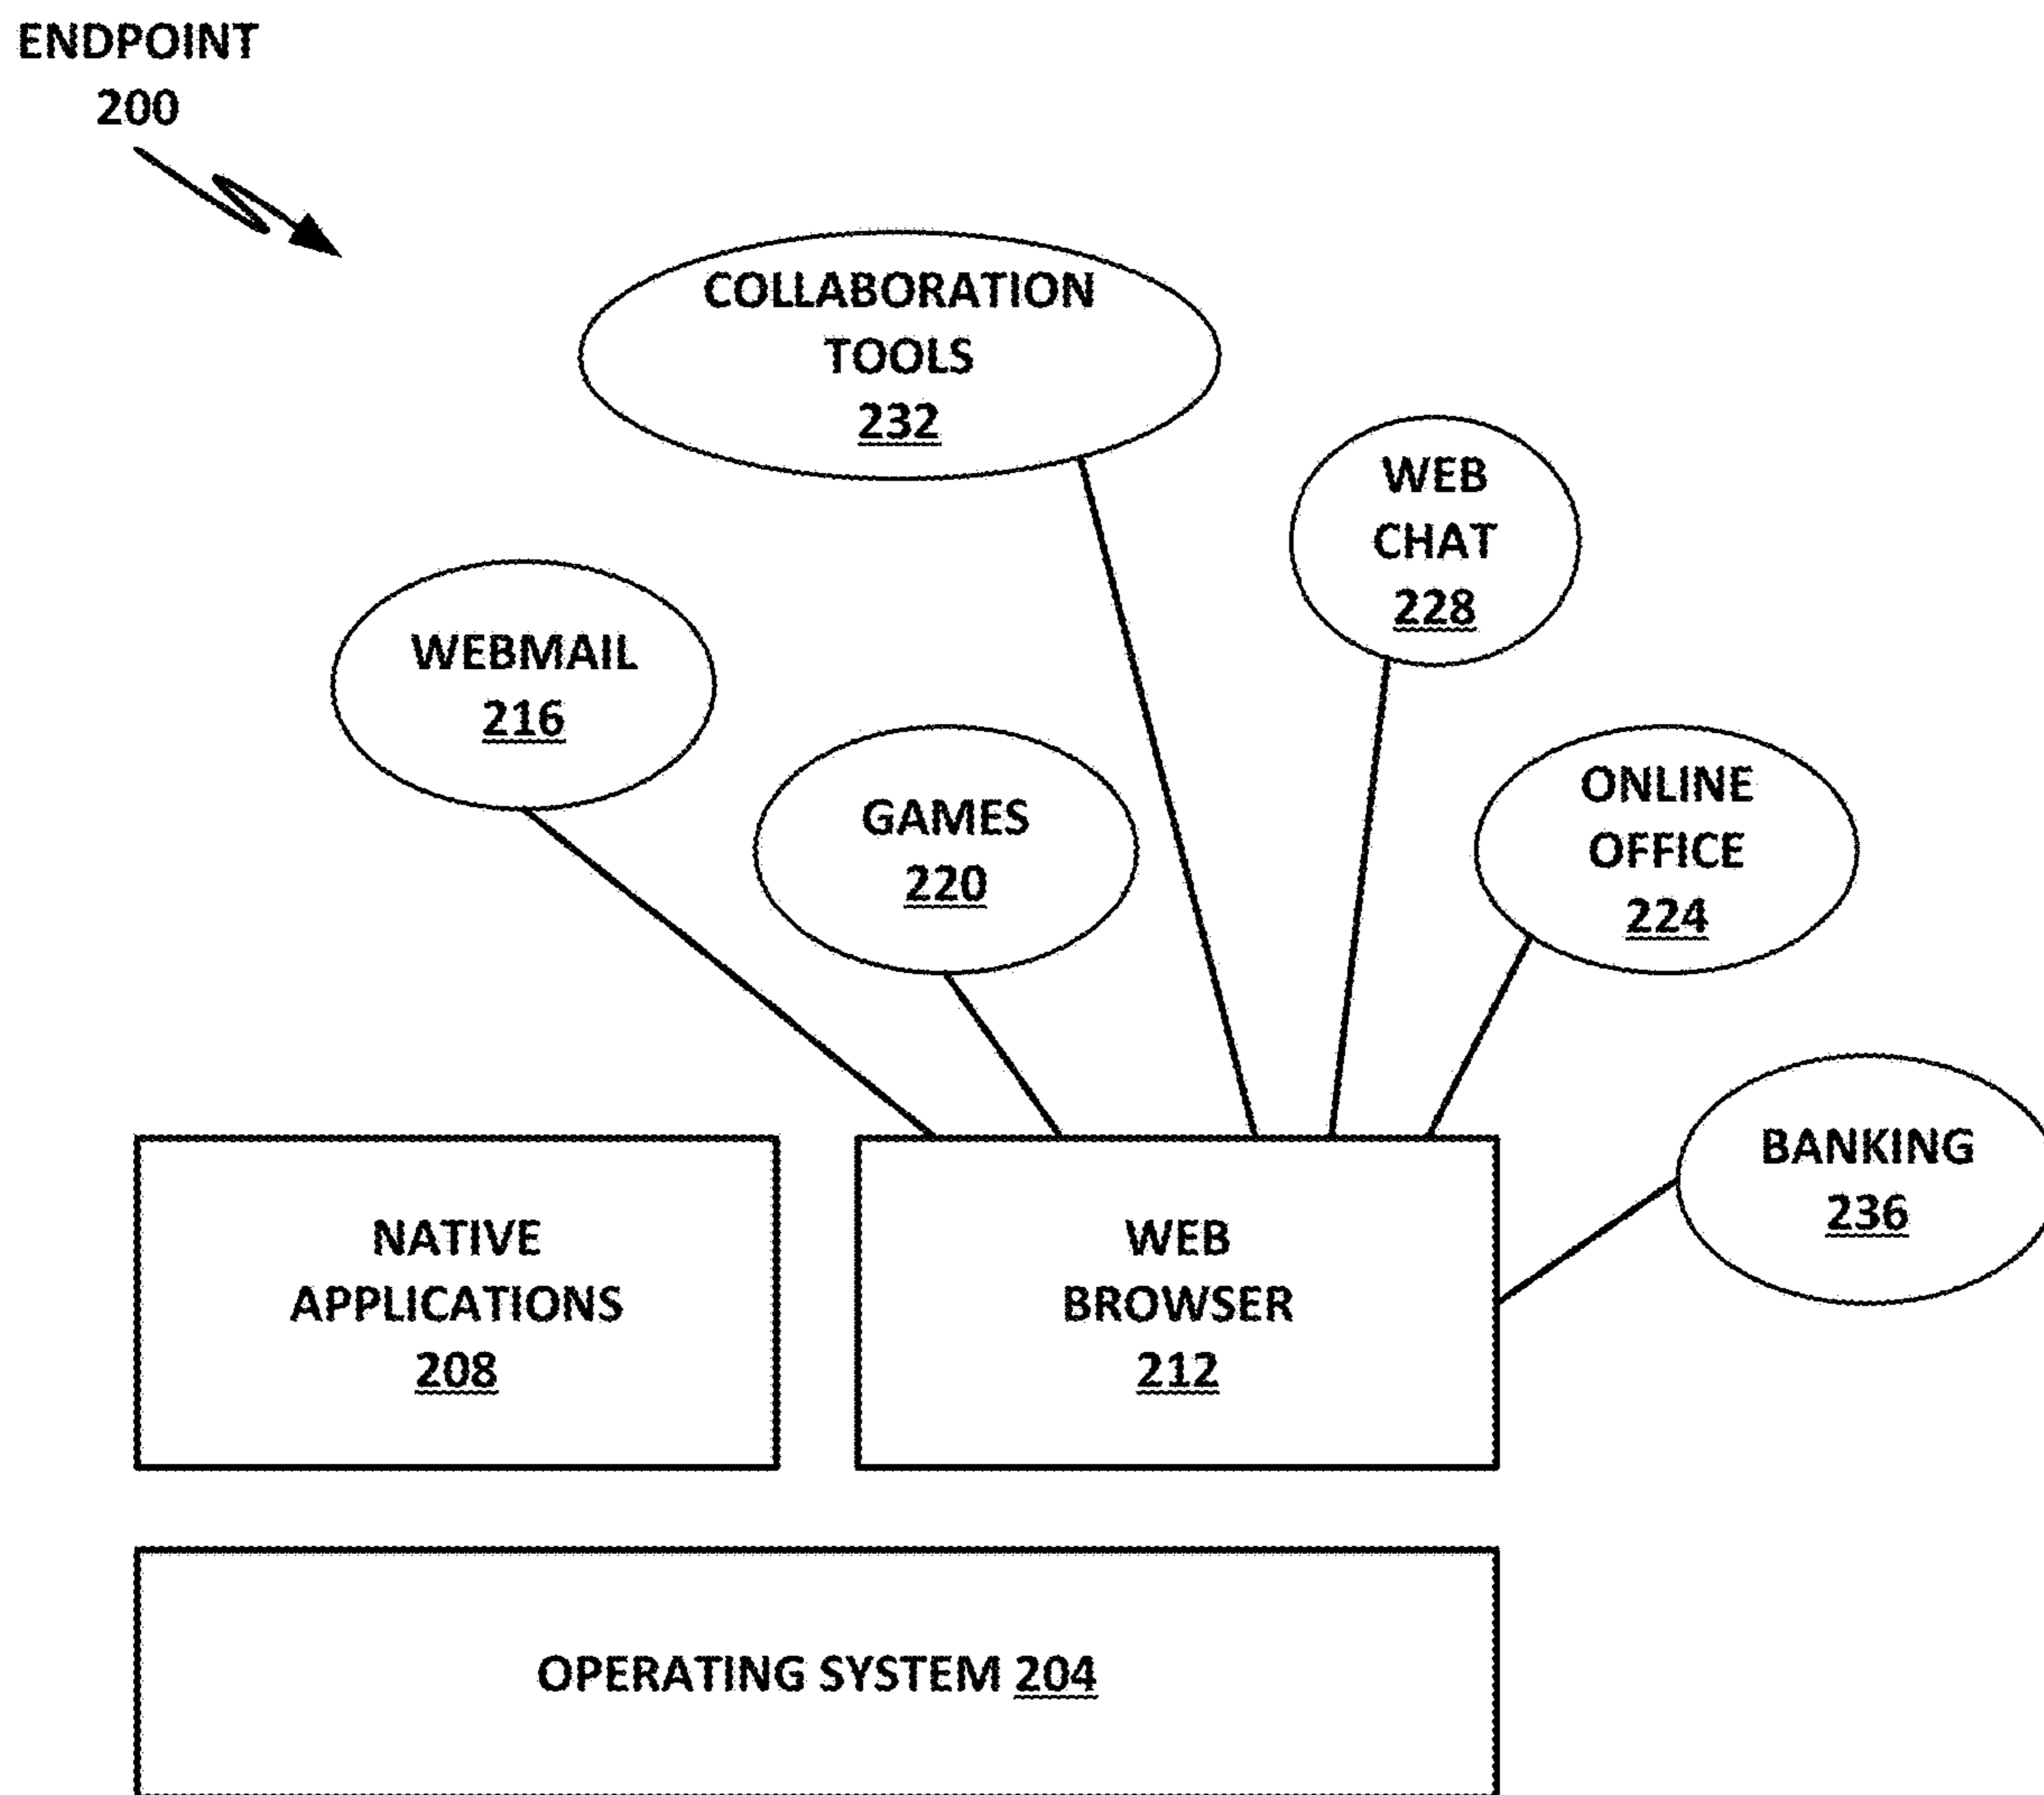 ENDPOINT
200
COLLABORATION
TOOLS
232
WEB
CHAT
228
WEBMAIL
216
GAMES
220
ONLINE
OFFICE
224
BANKING
236
NATIVE
APPLICATIONS
208
WEB
BROWSER
212
OPERATING SYSTEM 204